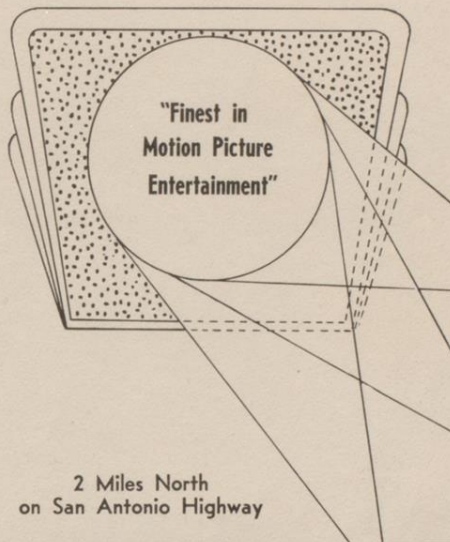 "Finest in
Motion Picture
Entertainment"
2 Miles North
on San Antonio Highway